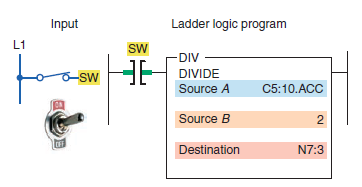 Input
Ladder logic program
L1
SW
SW
DIV
DIVIDE
Source A C5:10.ACC
Source B 2
Destination N7:3
ON
OFF